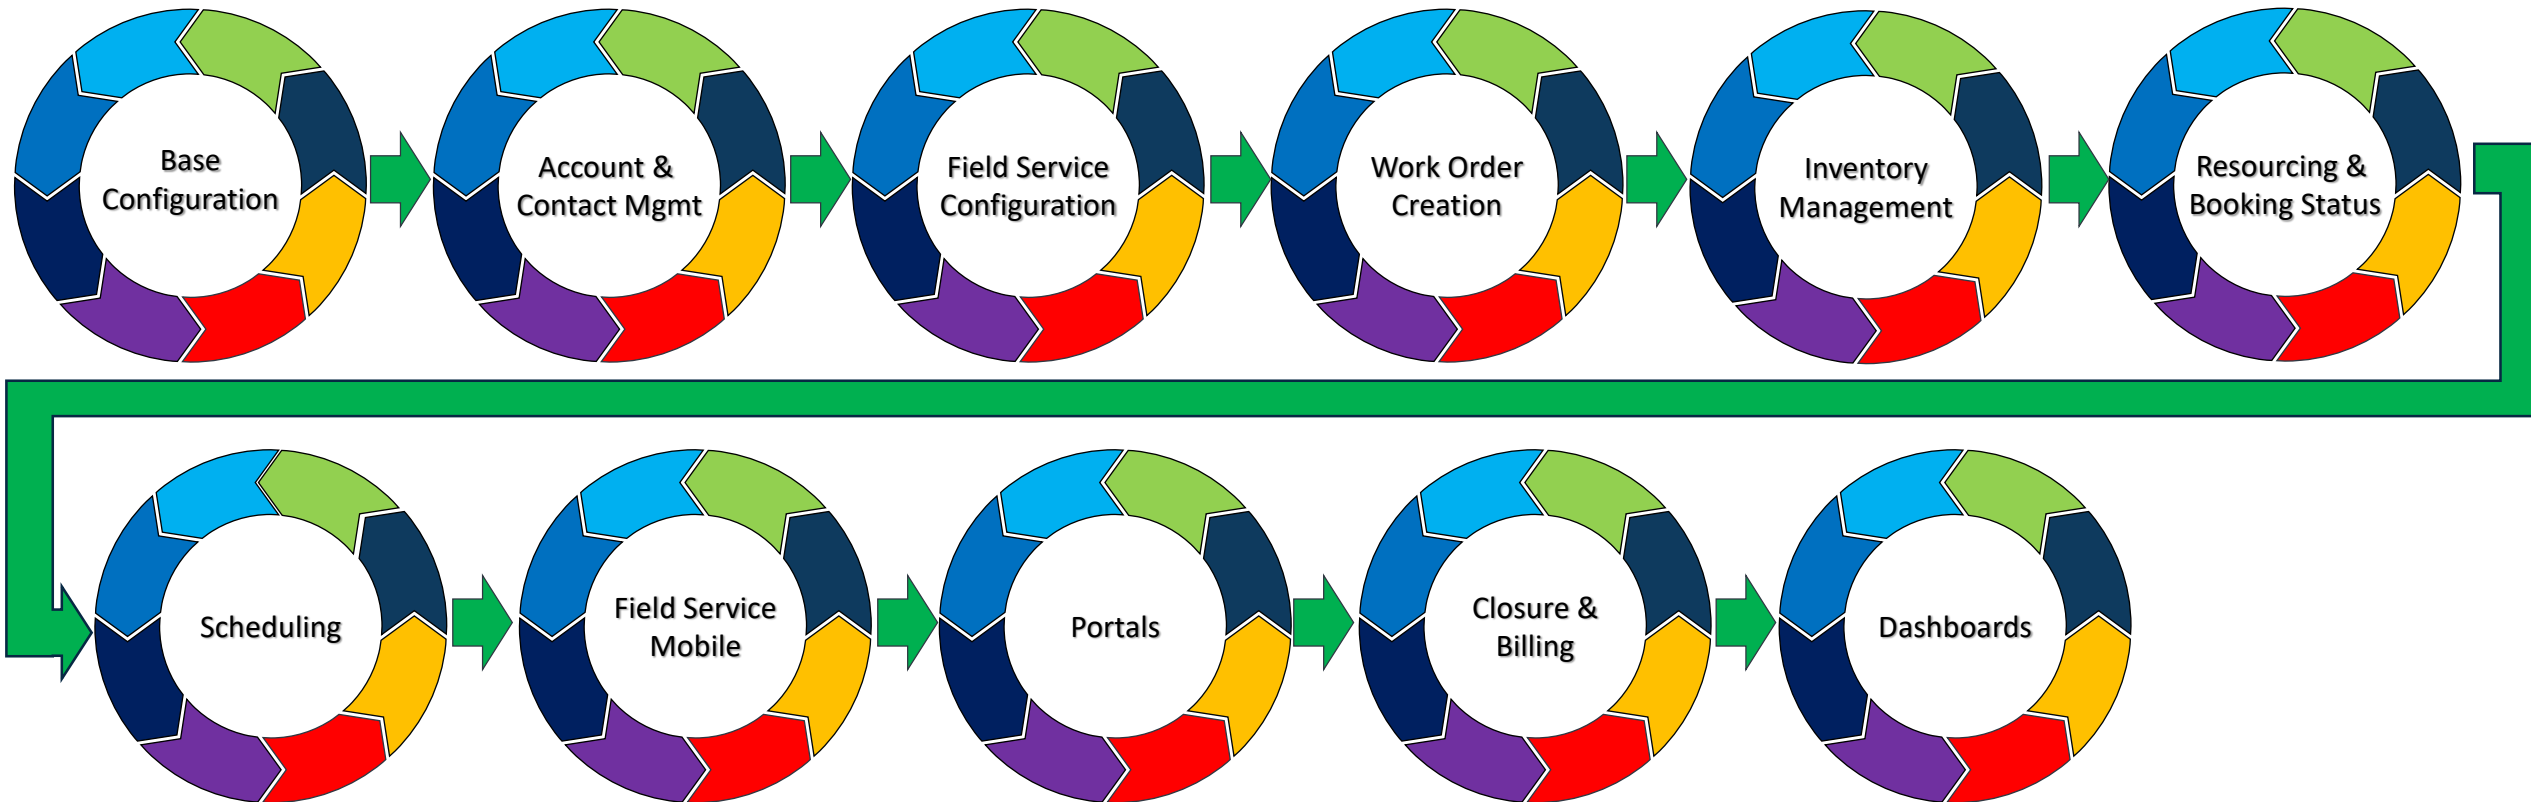 Base
Configuration
Account &
Contact Mgmt
Field Service
Configuration
Work Order
Creation
Inventory
Management
Resourcing &
Booking Status
Scheduling
Field Service
Mobile
Portals
Closure &
Billing
Dashboards